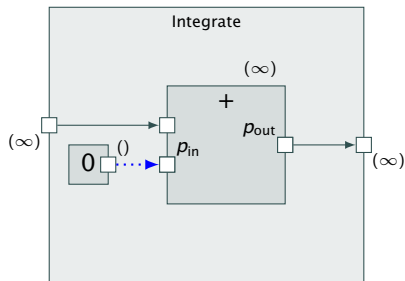 Integrate
(∞)
+
(∞)
()
p_out
0
p_in
(∞)